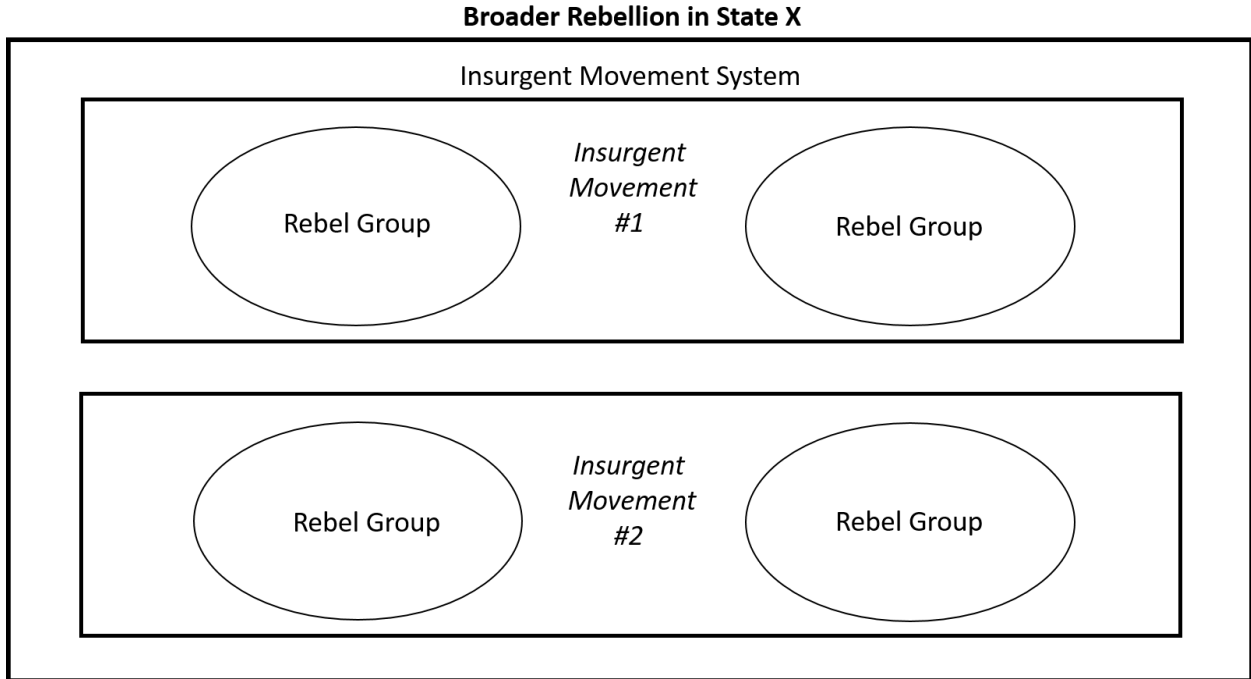 Broader Rebellion in State X
Insurgent Movement System
Insurgent
Movement
#1
Rebel Group
Rebel Group
Insurgent
Movement
#2
Rebel Group
Rebel Group